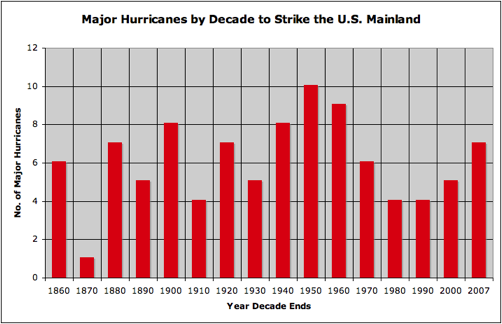 Major Hurricanes by Decade to Strike the U.S. Mainland
12
10
8
6
4
2
0
No. of Major Hurricanes
1860 1870 1880 1890 1900 1910 1920 1930 1940 1950 1960 1970 1980 1990 2000 2007
Year Decade Ends